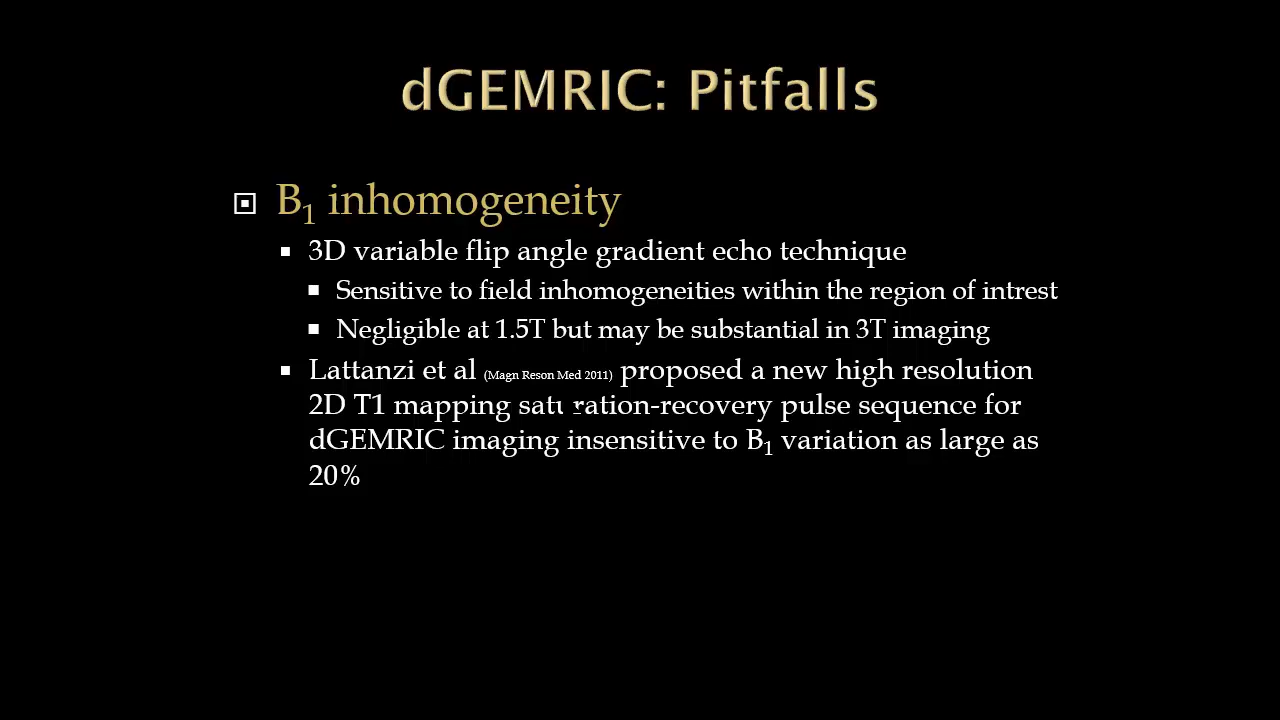 dGEMRIC: Pitfalls
B1 inhomogeneity
3D variable flip angle gradient echo technique
Sensitive to field inhomogeneities within the region of intrest
Negligible at 1.5T but may be substantial in 3T imaging
Lattanzi et al (Magn Reson Med 2011) proposed a new high resolution
2D T1 mapping saturation-recovery pulse sequence for
dGEMRIC imaging insensitive to B1 variation as large as
20%